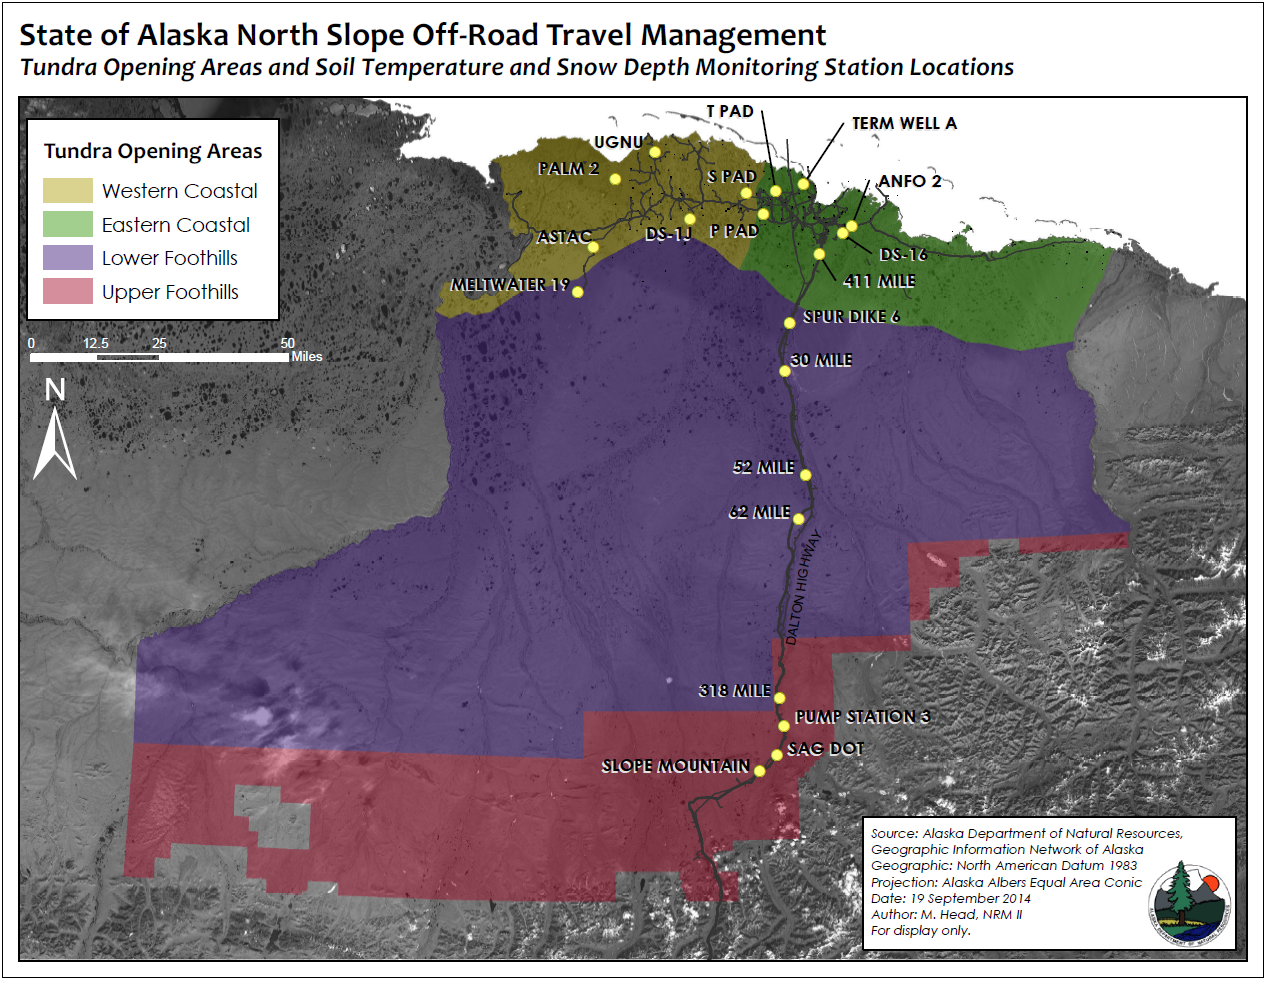 State of Alaska North Slope Off-Road Travel Management
Tundra Opening Areas and Soil Temperature and Snow Depth Monitoring Station Locations
Tundra Opening Areas
Western Coastal
Eastern Coastal
Lower Foothills
Upper Foothills
0 12.5 25 50
Miles
N
T PAD
TERM WELL A
UGNU
PALM 2
S PAD
ANFO 2
ASTAC
DS-1J
P PAD
DS-16
MELTWATER 19
411 MILE
SPUR DIKE 6
30 MILE
52 MILE
62 MILE
DALTON HIGHWAY
318 MILE
PUMP STATION 3
SAG DOT
SLOPE MOUNTAIN
Source: Alaska Department of Natural Resources,
Geographic Information Network of Alaska
Geographic: North American Datum 1983
Projection: Alaska Albers Equal Area Conic
Date: 19 September 2014
Author: M. Head, NRM II
For display only.
ALASKA DEPARTMENT OF NATURAL RESOURCES